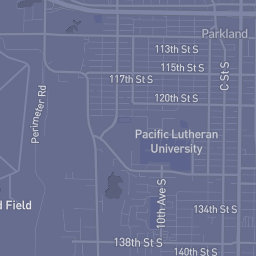 Parkland
113th St S
115th St S
117th St S
C St S
120th St S
Perimeter Rd
Pacific Lutheran
University
10th Ave S
Field
134th St S
138th St S
140th St S